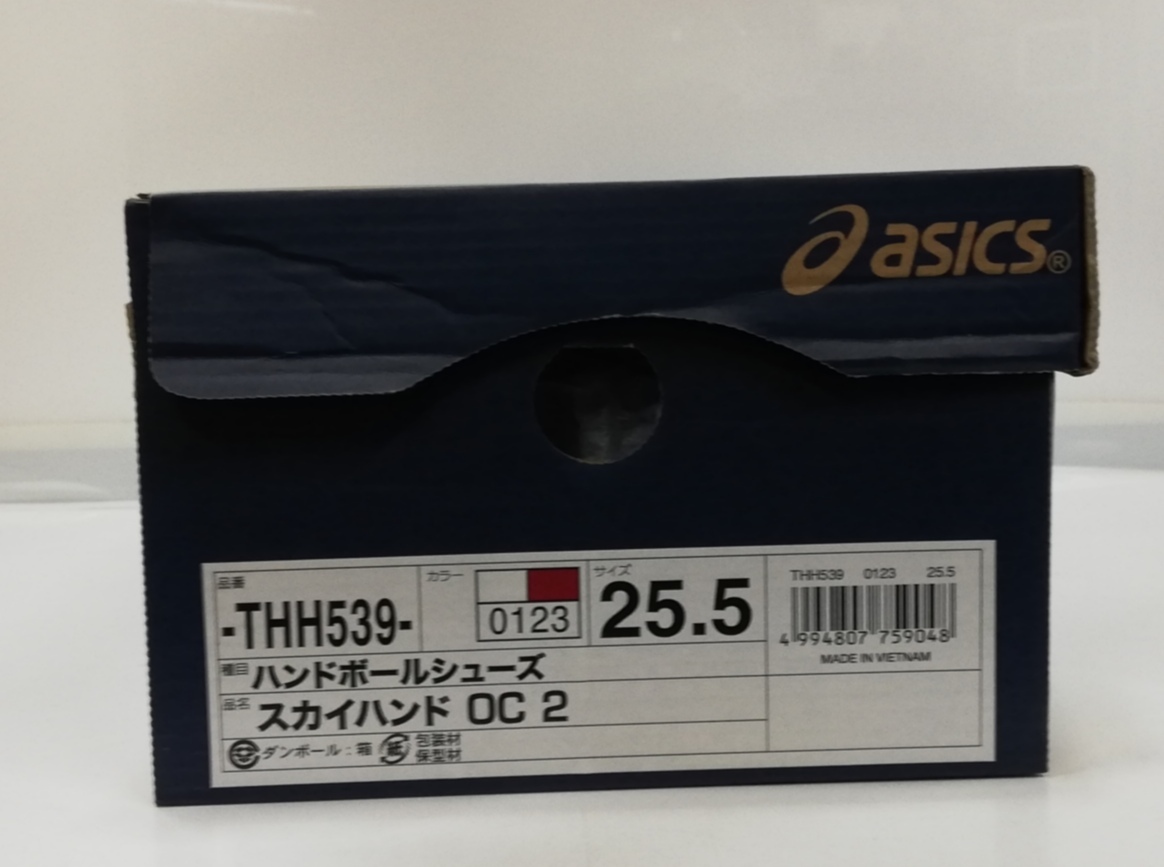 asics®
品番
-THH539-
カラー
0123
サイズ
25.5
THH539 0123 25.5
4 994807 759048
MADE IN VIETNAM
種目 ハンドボールシューズ
品名 スカイハンド OC 2
ダンボール:箱 紙 包装材
保型材